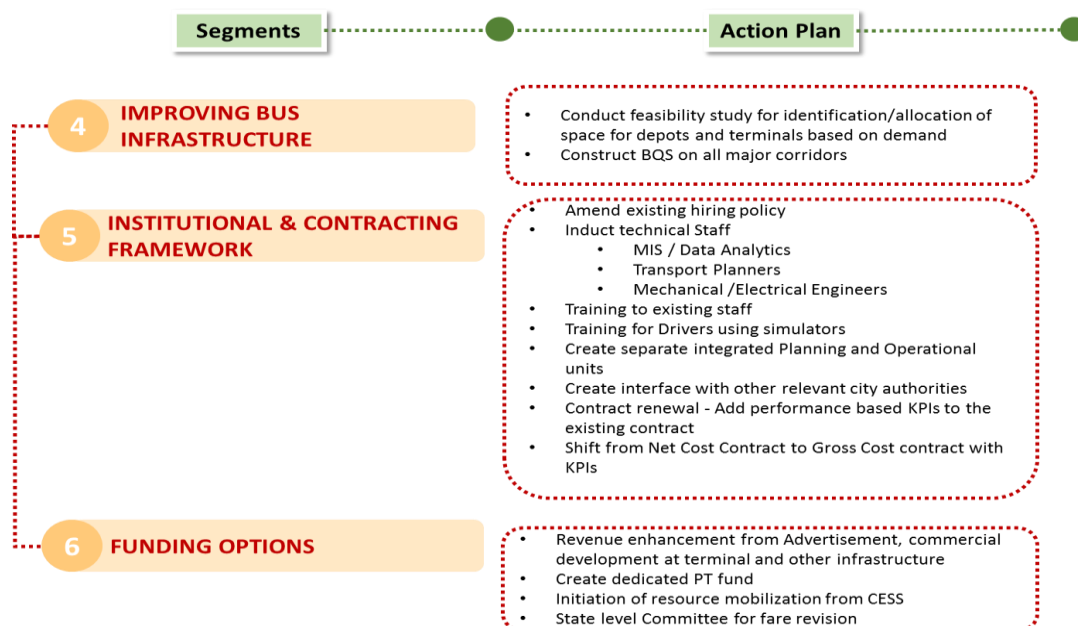 Segments
Action Plan
4
IMPROVING BUS
INFRASTRUCTURE
• Conduct feasibility study for identification/allocation of
space for depots and terminals based on demand
• Construct BQS on all major corridors
5
INSTITUTIONAL & CONTRACTING
FRAMEWORK
• Amend existing hiring policy
• Induct technical Staff
• MIS / Data Analytics
• Transport Planners
• Mechanical /Electrical Engineers
• Training to existing staff
• Training for Drivers using simulators
• Create separate integrated Planning and Operational
units
• Create interface with other relevant city authorities
• Contract renewal - Add performance based KPIs to the
existing contract
• Shift from Net Cost Contract to Gross Cost contract with
KPIs
6
FUNDING OPTIONS
• Revenue enhancement from Advertisement, commercial
development at terminal and other infrastructure
• Create dedicated PT fund
• Initiation of resource mobilization from CESS
• State level Committee for fare revision